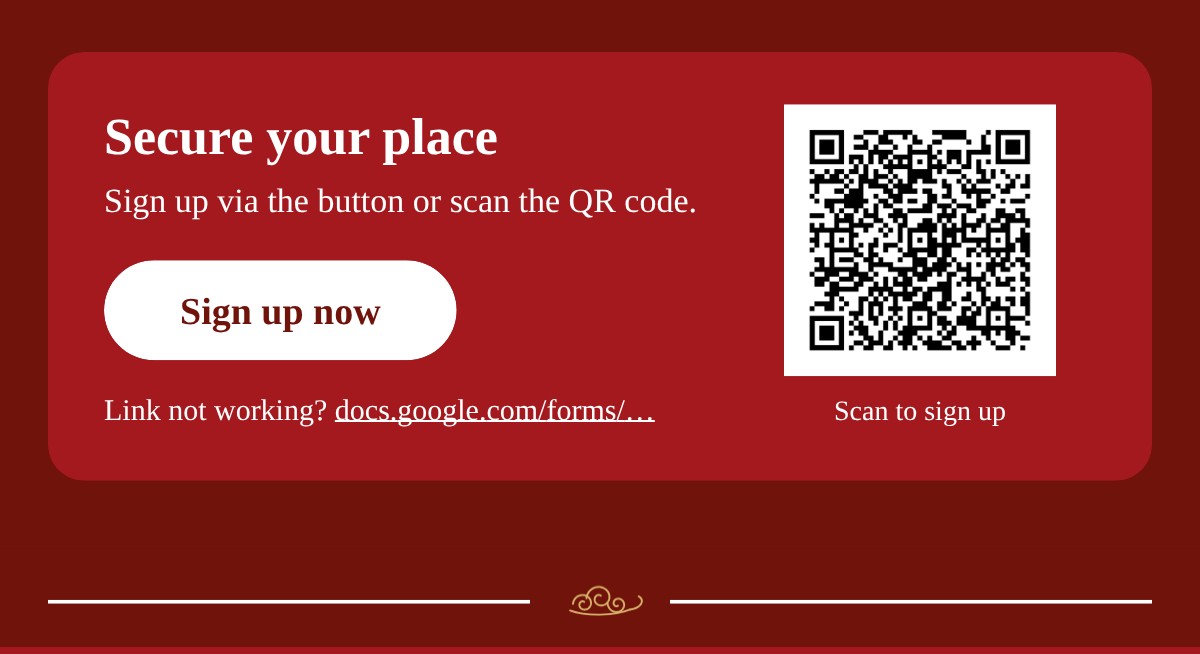 Secure your place
Sign up via the button or scan the QR code.
Sign up now
Link not working? docs.google.com/forms/…
Scan to sign up